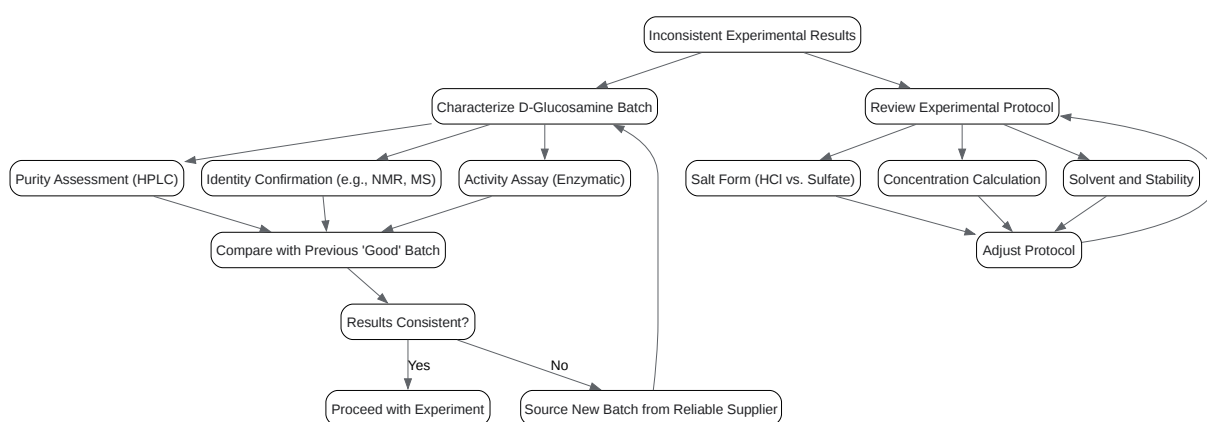 Inconsistent Experimental Results
Characterize D-Glucosamine Batch
Review Experimental Protocol
Purity Assessment (HPLC)
Identity Confirmation (e.g., NMR, MS)
Activity Assay (Enzymatic)
Salt Form (HCl vs. Sulfate)
Concentration Calculation
Solvent and Stability
Compare with Previous 'Good' Batch
Adjust Protocol
Results Consistent?
Yes
No
Proceed with Experiment
Source New Batch from Reliable Supplier